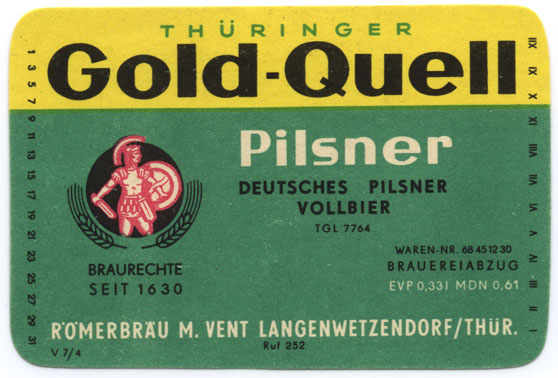 THÜRINGER
Gold-Quell
Pilsner
DEUTSCHES PILSNER
VOLLBIER
TGL 7764
WAREN-NR. 68 45 12 30
BRAUEREIABZUG
EVP 0,33 l MDN 0,61
BRAURECHTE
SEIT 1630
RÖMERBRÄU M. VENT LANGENWETZENDORF/THÜR.
Ruf 252
V 7/4
1 3 5 7 9 11 13 15 17 19 21 23 25 27 29 31
I II III IV V VI VII VIII IX X XI XII